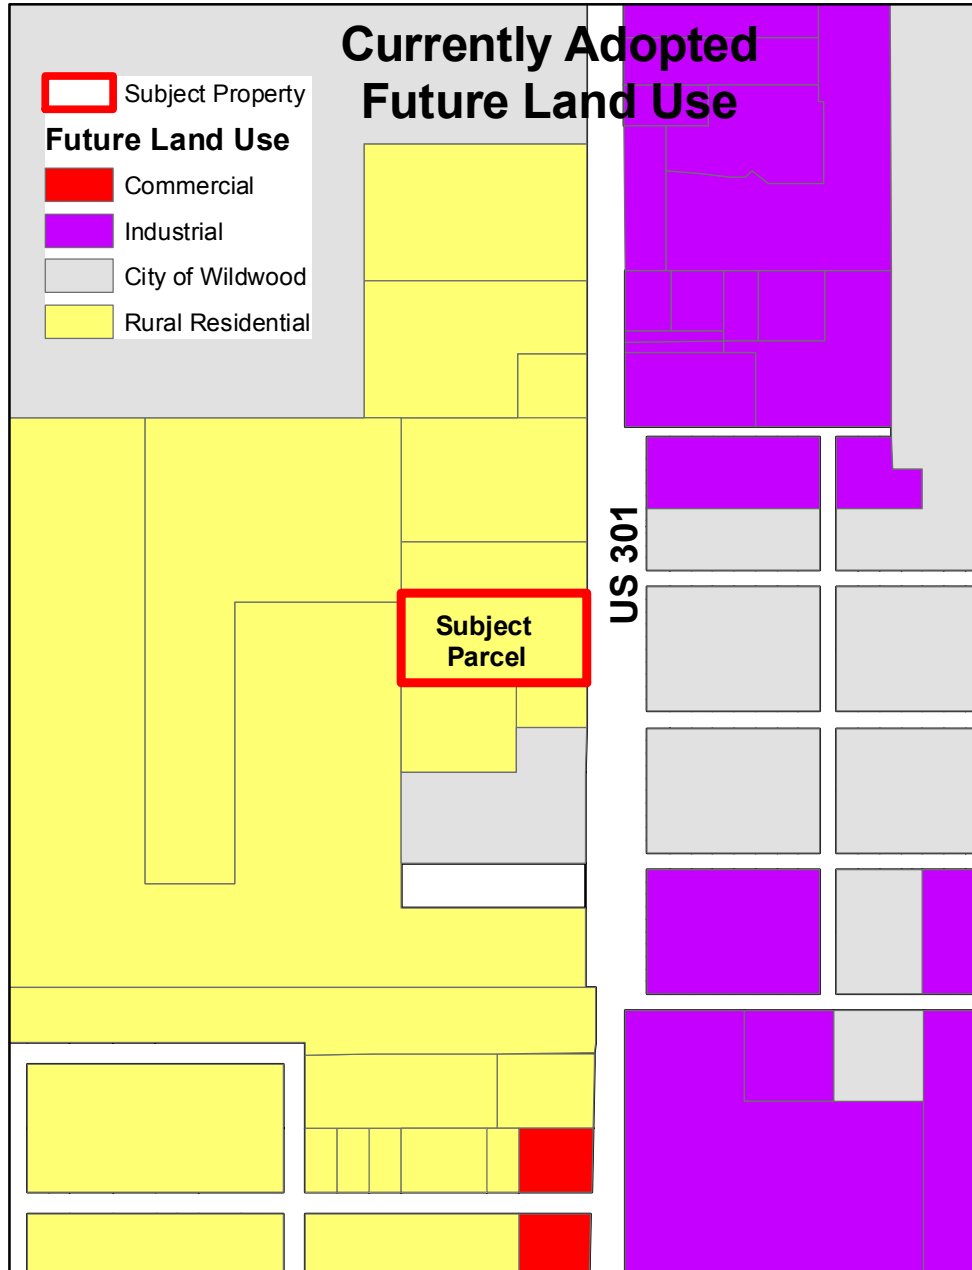 Currently Adopted
Future Land Use
Subject Property
Future Land Use
Commercial
Industrial
City of Wildwood
Rural Residential
US 301
Subject
Parcel